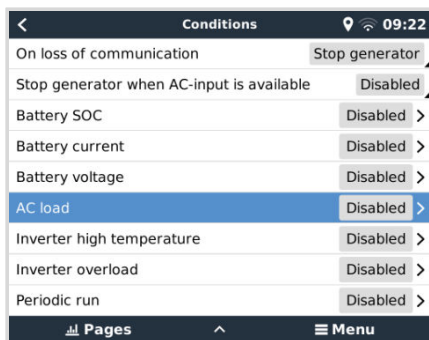 Conditions 09:22
On loss of communication Stop generator
Stop generator when AC-input is available Disabled
Battery SOC Disabled
Battery current Disabled
Battery voltage Disabled
AC load Disabled
Inverter high temperature Disabled
Inverter overload Disabled
Periodic run Disabled
Pages Menu